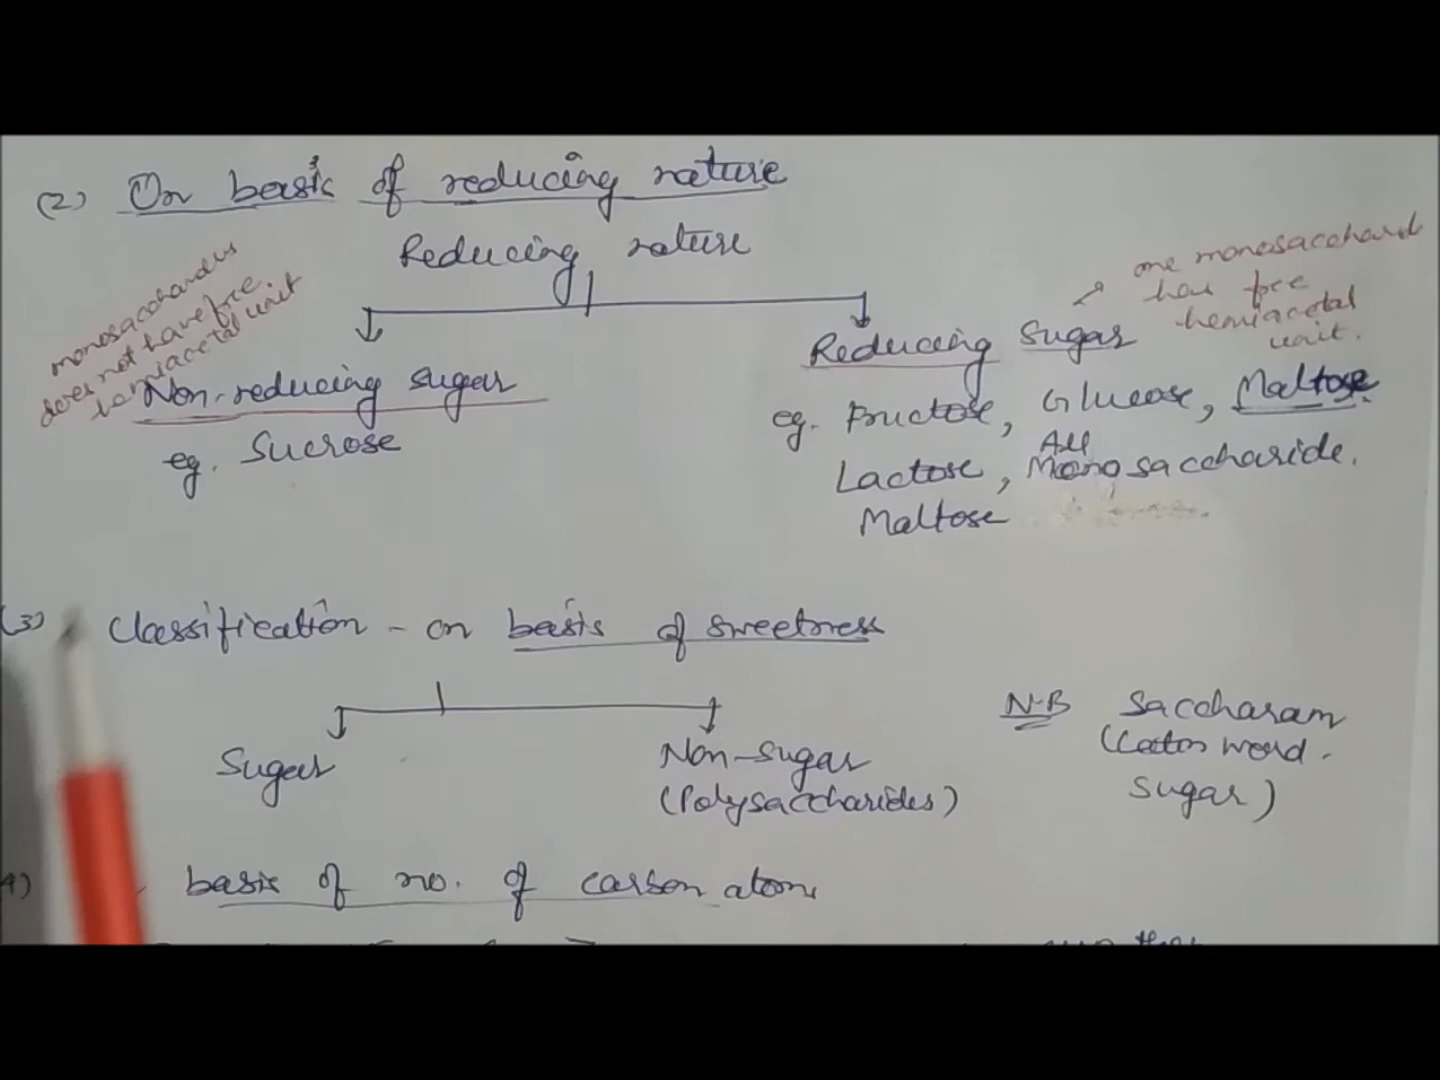 (2) On basis of reducing nature
Reducing nature
monosaccharides
does not have free
hemiacetal unit
Non-reducing sugar
eg. Sucrose
one monosaccharid
has free
hemiacetal
unit.
Reducing sugar
eg. Fructose, Glucose, Maltose
Lactose, All Monosaccharide.
Maltose
(3) Classification - on basis of sweetness
Sugar
Non-sugar
(Polysaccharides)
N.B Saccharam
(Latin word.
sugar)
4)
basis of no. of carbon atom